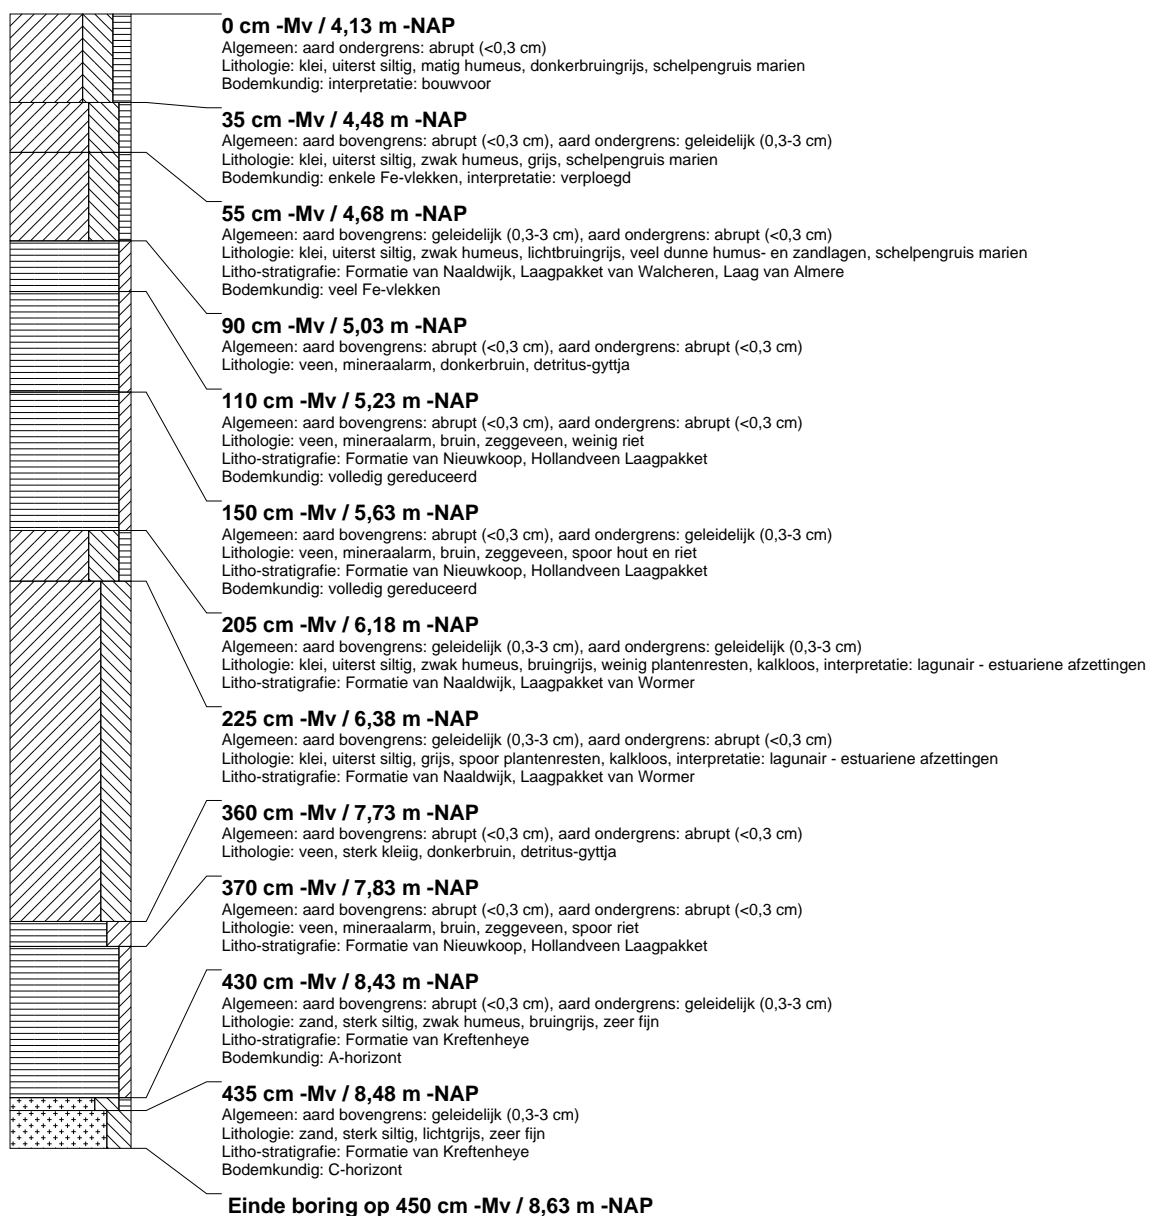 0 cm -Mv / 4,13 m -NAP
Algemeen: aard ondergrens: abrupt (<0,3 cm)
Lithologie: klei, uiterst siltig, matig humeus, donkerbruingrijs, schelpengruis marien
Bodemkundig: interpretatie: bouwvoor
35 cm -Mv / 4,48 m -NAP
Algemeen: aard bovengrens: abrupt (<0,3 cm), aard ondergrens: geleidelijk (0,3-3 cm)
Lithologie: klei, uiterst siltig, zwak humeus, grijs, schelpengruis marien
Bodemkundig: enkele Fe-vlekken, interpretatie: verploegd
55 cm -Mv / 4,68 m -NAP
Algemeen: aard bovengrens: geleidelijk (0,3-3 cm), aard ondergrens: abrupt (<0,3 cm)
Lithologie: klei, uiterst siltig, zwak humeus, lichtbruingrijs, veel dunne humus- en zandlagen, schelpengruis marien
Litho-stratigrafie: Formatie van Naaldwijk, Laagpakket van Walcheren, Laag van Almere
Bodemkundig: veel Fe-vlekken
90 cm -Mv / 5,03 m -NAP
Algemeen: aard bovengrens: abrupt (<0,3 cm), aard ondergrens: abrupt (<0,3 cm)
Lithologie: veen, mineraalarm, donkerbruin, detritus-gyttja
110 cm -Mv / 5,23 m -NAP
Algemeen: aard bovengrens: abrupt (<0,3 cm), aard ondergrens: abrupt (<0,3 cm)
Lithologie: veen, mineraalarm, bruin, zeggeveen, weinig riet
Litho-stratigrafie: Formatie van Nieuwkoop, Hollandveen Laagpakket
Bodemkundig: volledig gereduceerd
150 cm -Mv / 5,63 m -NAP
Algemeen: aard bovengrens: abrupt (<0,3 cm), aard ondergrens: geleidelijk (0,3-3 cm)
Lithologie: veen, mineraalarm, bruin, zeggeveen, spoor hout en riet
Litho-stratigrafie: Formatie van Nieuwkoop, Hollandveen Laagpakket
Bodemkundig: volledig gereduceerd
205 cm -Mv / 6,18 m -NAP
Algemeen: aard bovengrens: geleidelijk (0,3-3 cm), aard ondergrens: geleidelijk (0,3-3 cm)
Lithologie: klei, uiterst siltig, zwak humeus, bruingrijs, weinig plantenresten, kalkloos, interpretatie: lagunair - estuariene afzettingen
Litho-stratigrafie: Formatie van Naaldwijk, Laagpakket van Wormer
225 cm -Mv / 6,38 m -NAP
Algemeen: aard bovengrens: geleidelijk (0,3-3 cm), aard ondergrens: abrupt (<0,3 cm)
Lithologie: klei, uiterst siltig, grijs, spoor plantenresten, kalkloos, interpretatie: lagunair - estuariene afzettingen
Litho-stratigrafie: Formatie van Naaldwijk, Laagpakket van Wormer
360 cm -Mv / 7,73 m -NAP
Algemeen: aard bovengrens: abrupt (<0,3 cm), aard ondergrens: abrupt (<0,3 cm)
Lithologie: veen, sterk kleiig, donkerbruin, detritus-gyttja
370 cm -Mv / 7,83 m -NAP
Algemeen: aard bovengrens: abrupt (<0,3 cm), aard ondergrens: abrupt (<0,3 cm)
Lithologie: veen, mineraalarm, bruin, zeggeveen, spoor riet
Litho-stratigrafie: Formatie van Nieuwkoop, Hollandveen Laagpakket
430 cm -Mv / 8,43 m -NAP
Algemeen: aard bovengrens: abrupt (<0,3 cm), aard ondergrens: geleidelijk (0,3-3 cm)
Lithologie: zand, sterk siltig, zwak humeus, bruingrijs, zeer fijn
Litho-stratigrafie: Formatie van Kreftenheye
Bodemkundig: A-horizont
435 cm -Mv / 8,48 m -NAP
Algemeen: aard bovengrens: geleidelijk (0,3-3 cm)
Lithologie: zand, sterk siltig, lichtgrijs, zeer fijn
Litho-stratigrafie: Formatie van Kreftenheye
Bodemkundig: C-horizont
Einde boring op 450 cm -Mv / 8,63 m -NAP